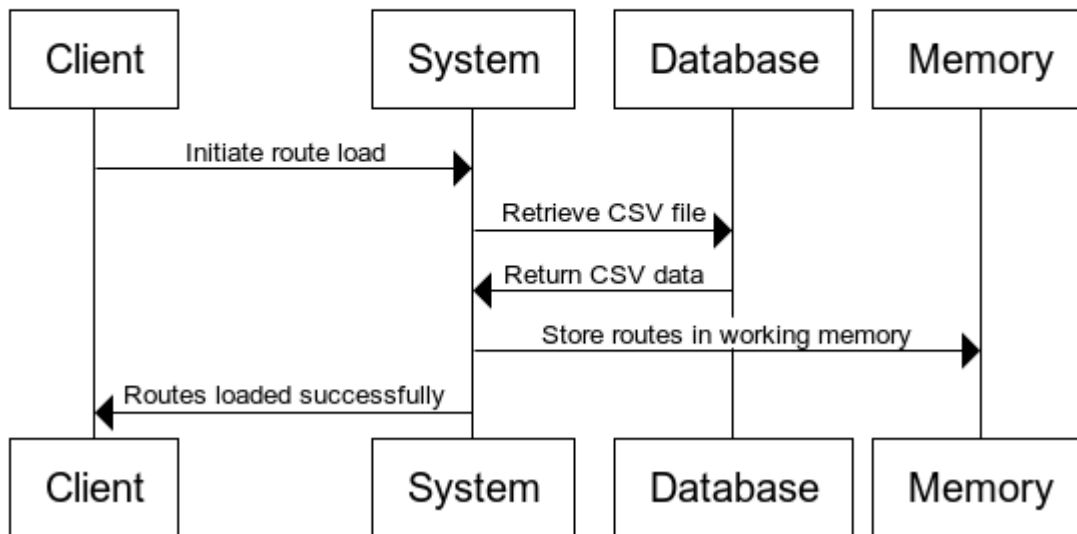 Client
System
Database
Memory
Initiate route load
Retrieve CSV file
Return CSV data
Store routes in working memory
Routes loaded successfully
Client
System
Database
Memory